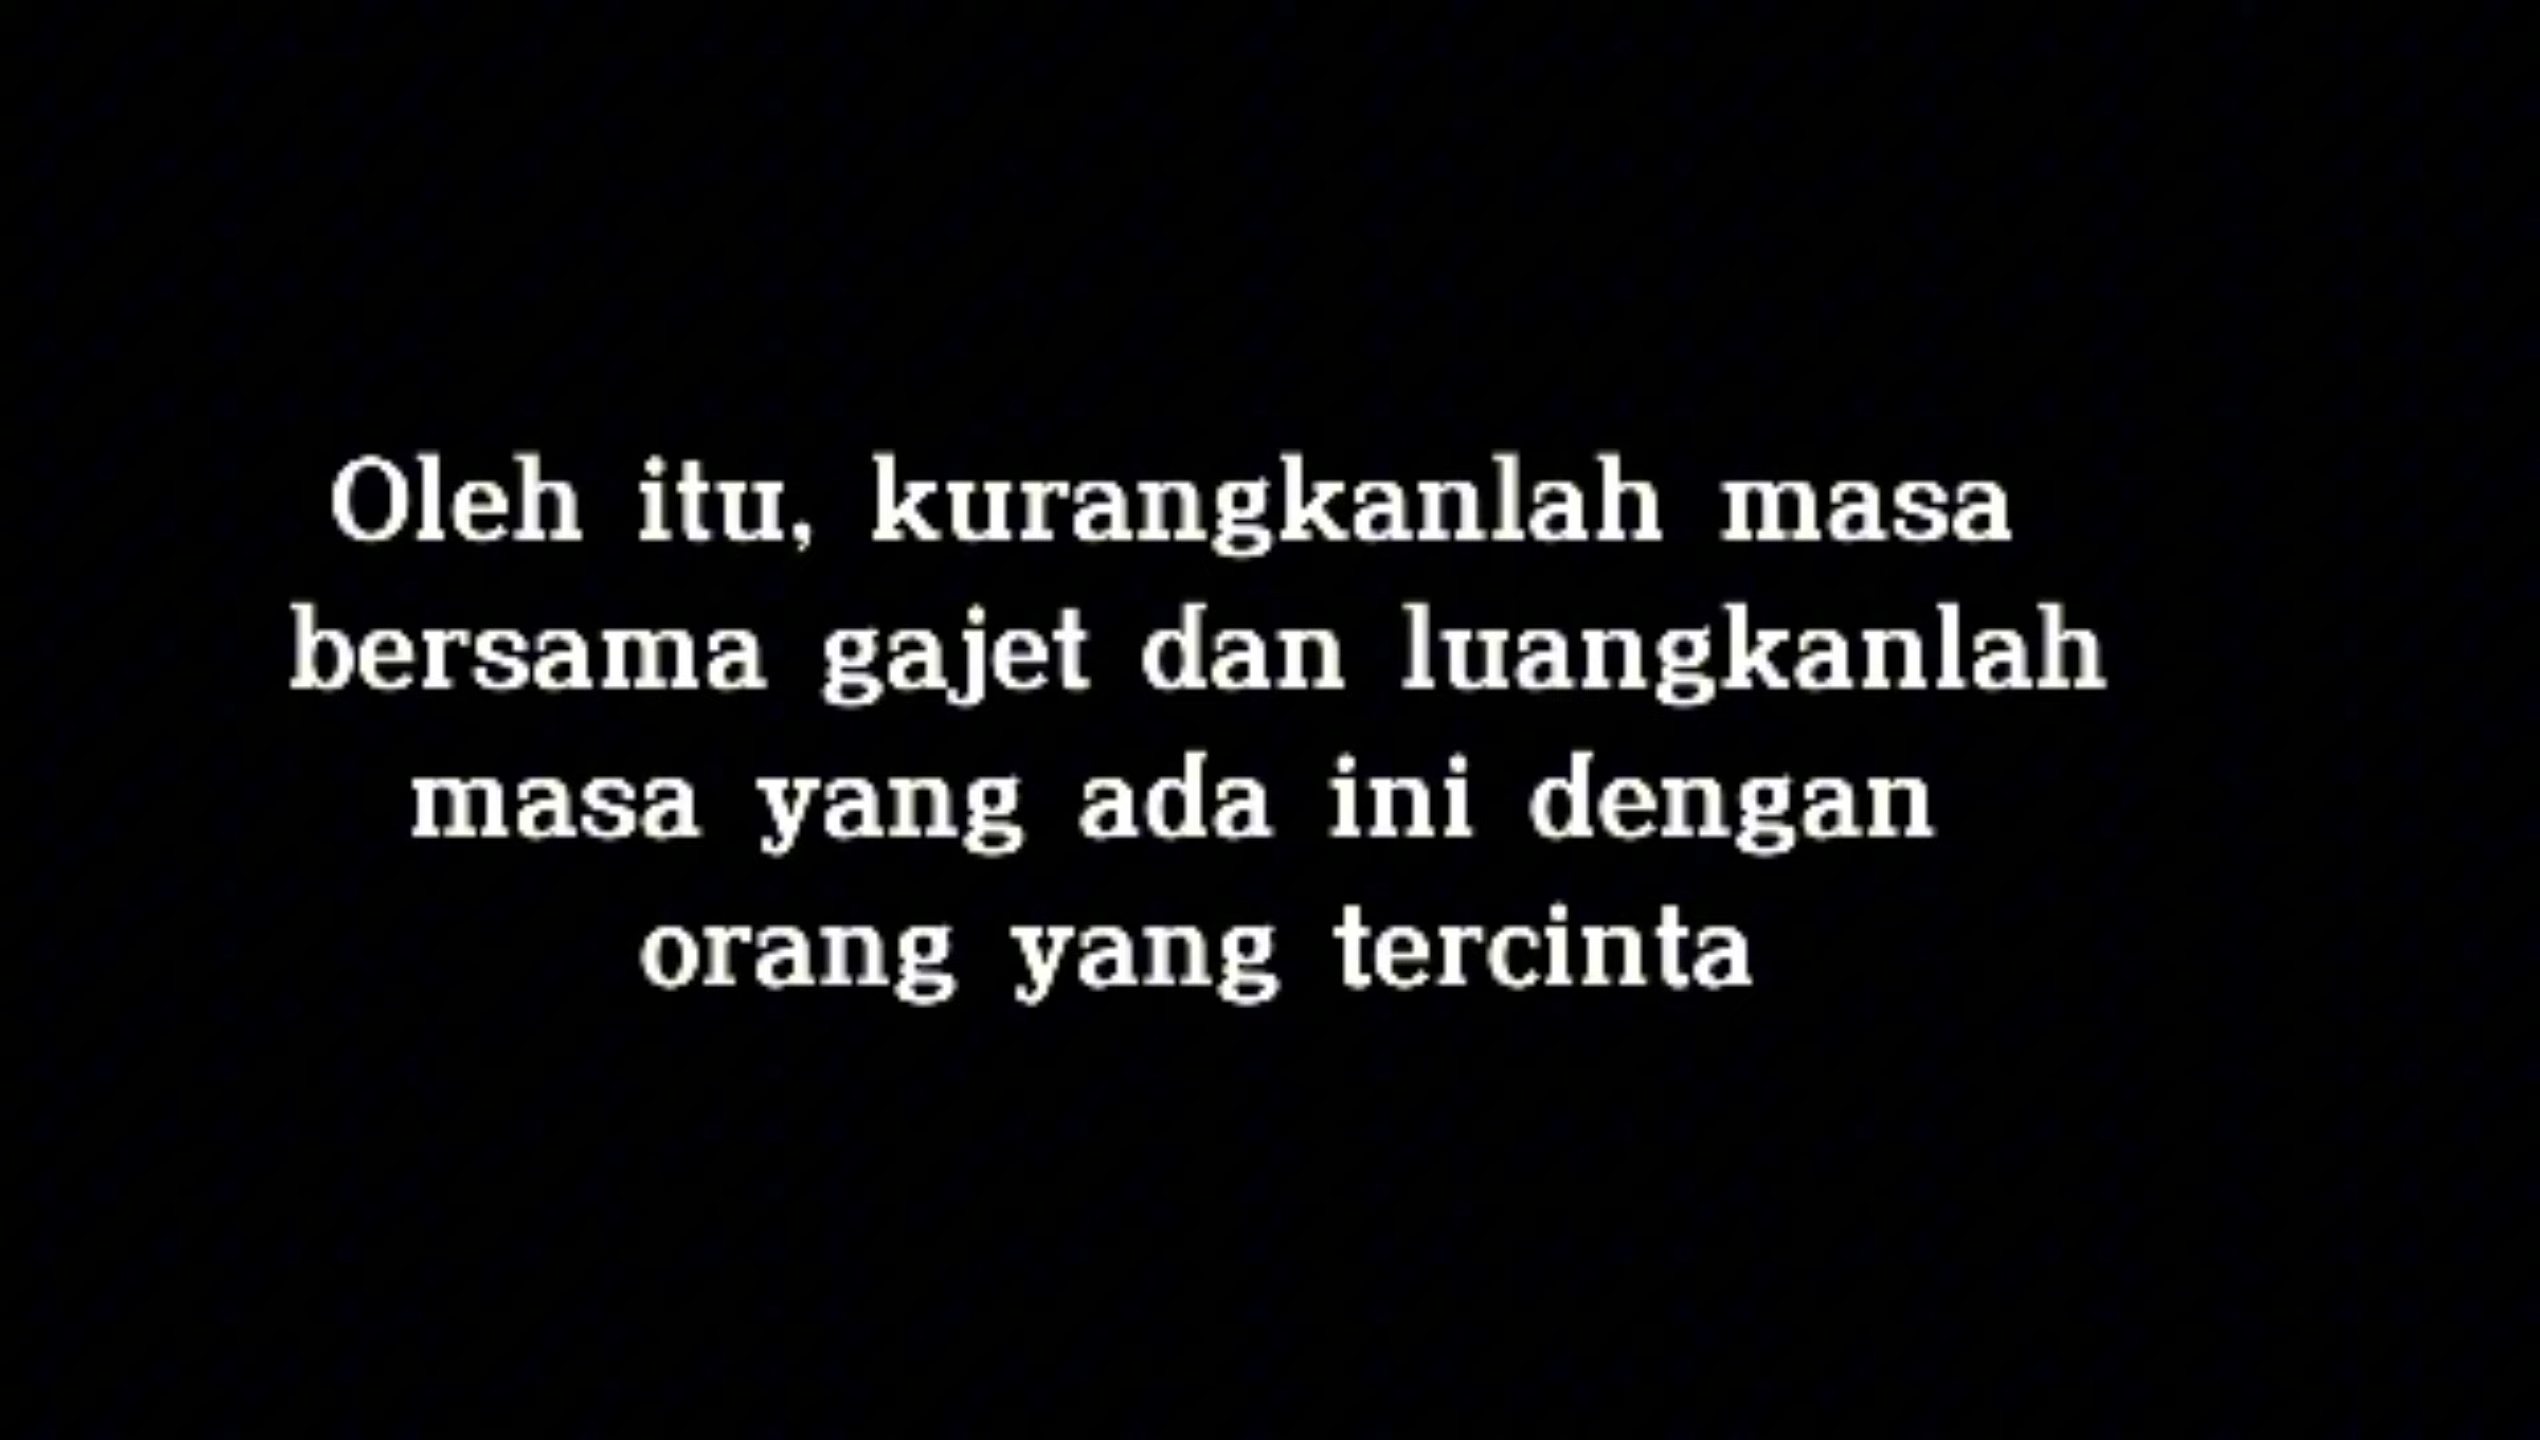 Oleh itu, kurangkanlah masa
bersama gajet dan luangkanlah
masa yang ada ini dengan
orang yang tercinta